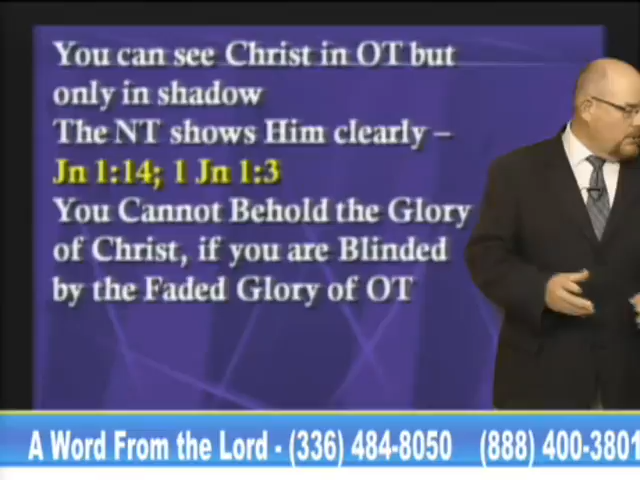 You can see Christ in OT but
only in shadow
The NT shows Him clearly –
Jn 1:14; 1 Jn 1:3
You Cannot Behold the Glory
of Christ, if you are Blinded
by the Faded Glory of OT
A Word From the Lord - (336) 484-8050 (888) 400-3801